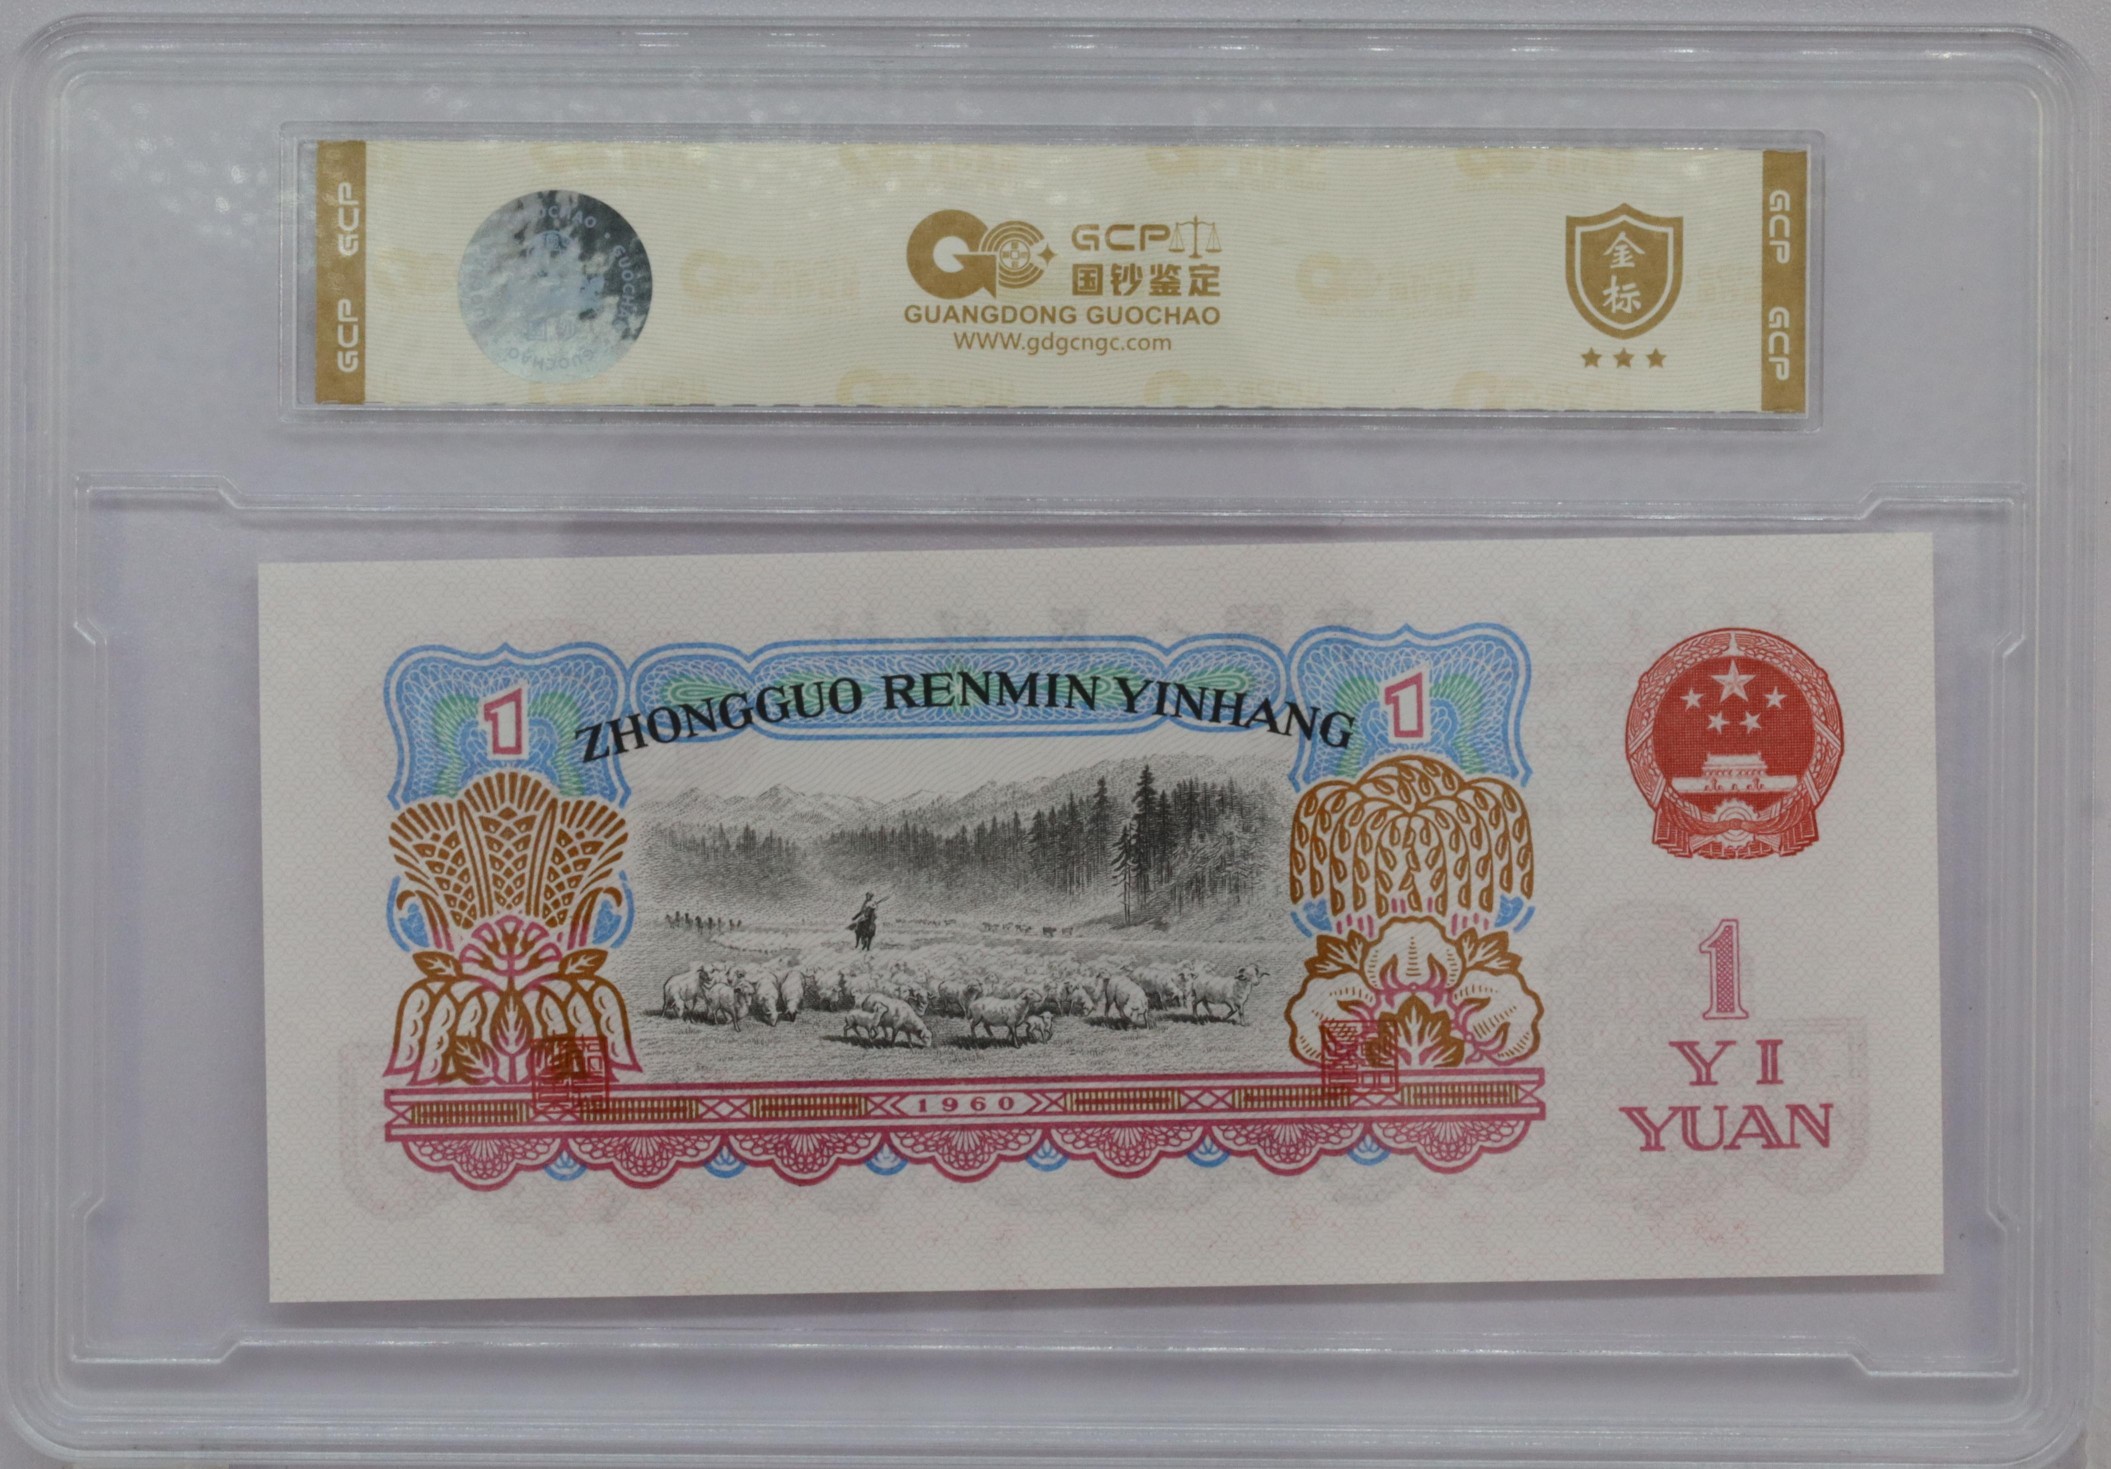 GCP GCP
GCP
国钞鉴定
GUANGDONG GUOCHAO
WWW.gdgcngc.com
金
标
GCP GCP
GUOCHAO
1
ZHONGGUO RENMIN YINHANG
1
1960
1
YI
YUAN